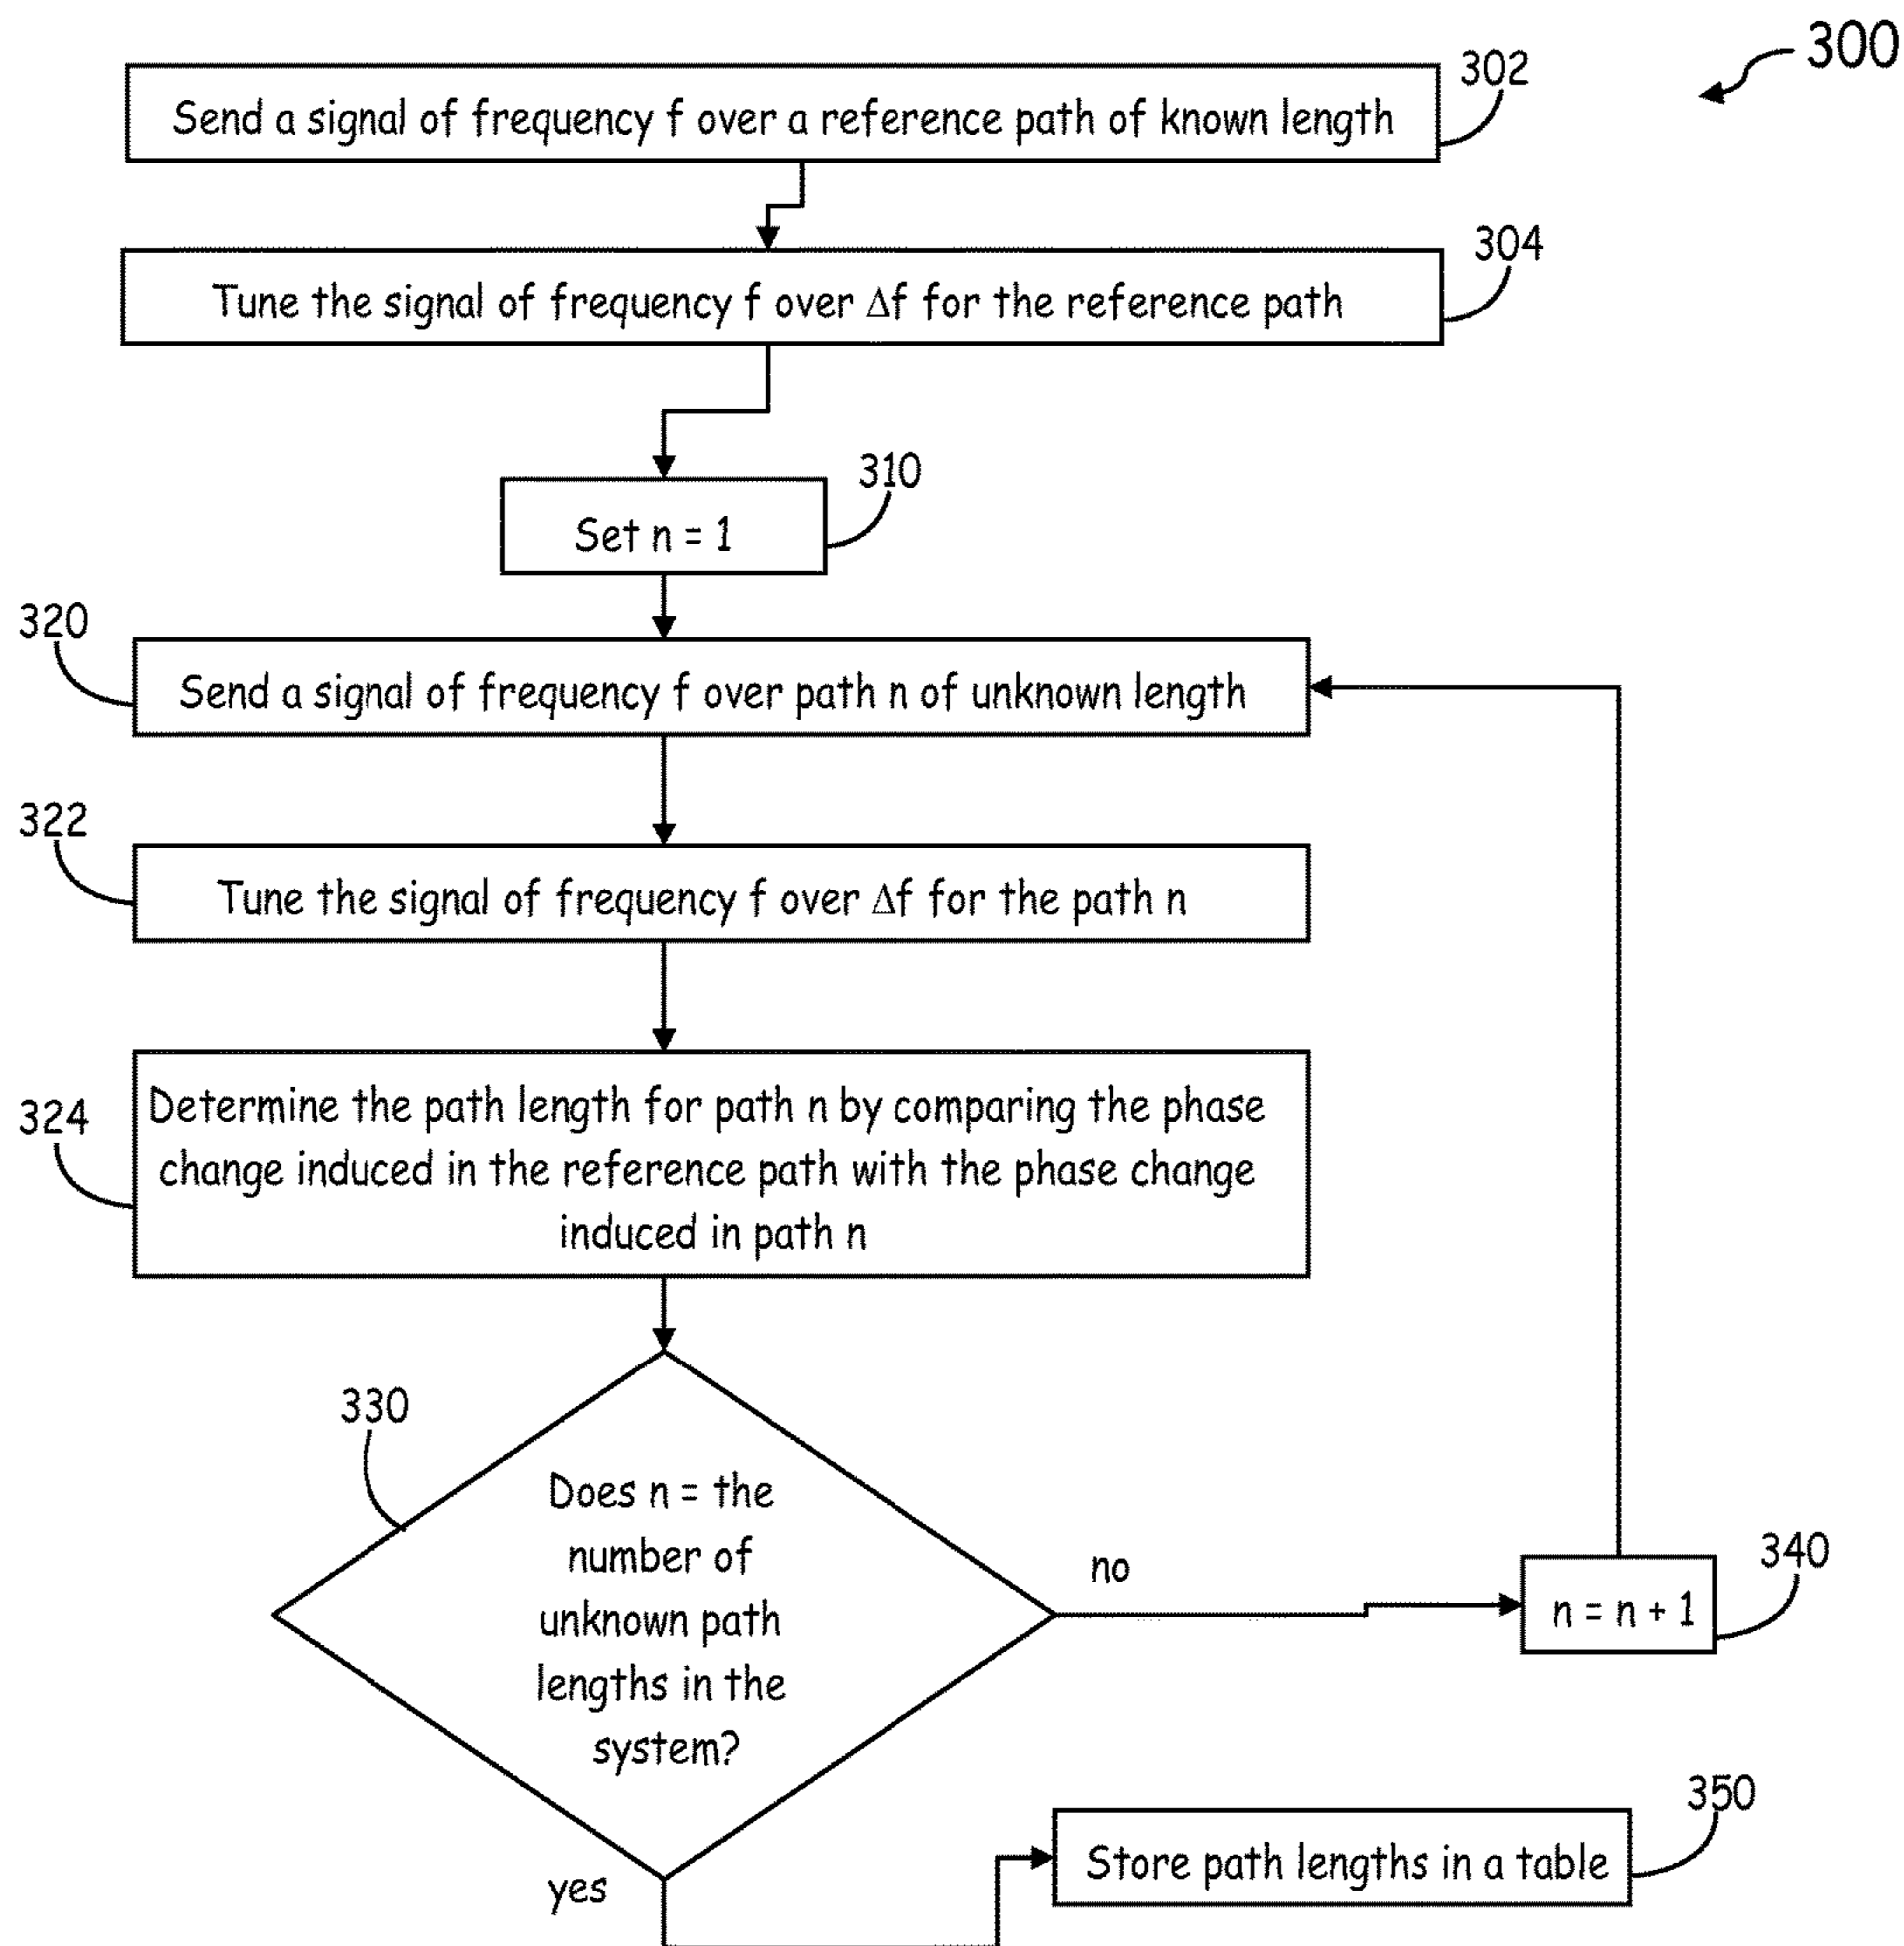 300
302
Send a signal of frequency f over a reference path of known length
304
Tune the signal of frequency f over Δf for the reference path
310
Set n = 1
320
Send a signal of frequency f over path n of unknown length
322
Tune the signal of frequency f over Δf for the path n
324
Determine the path length for path n by comparing the phase
change induced in the reference path with the phase change
induced in path n
330
Does n = the
number of
unknown path
lengths in the
system?
no
340
n = n + 1
350
Store path lengths in a table
yes